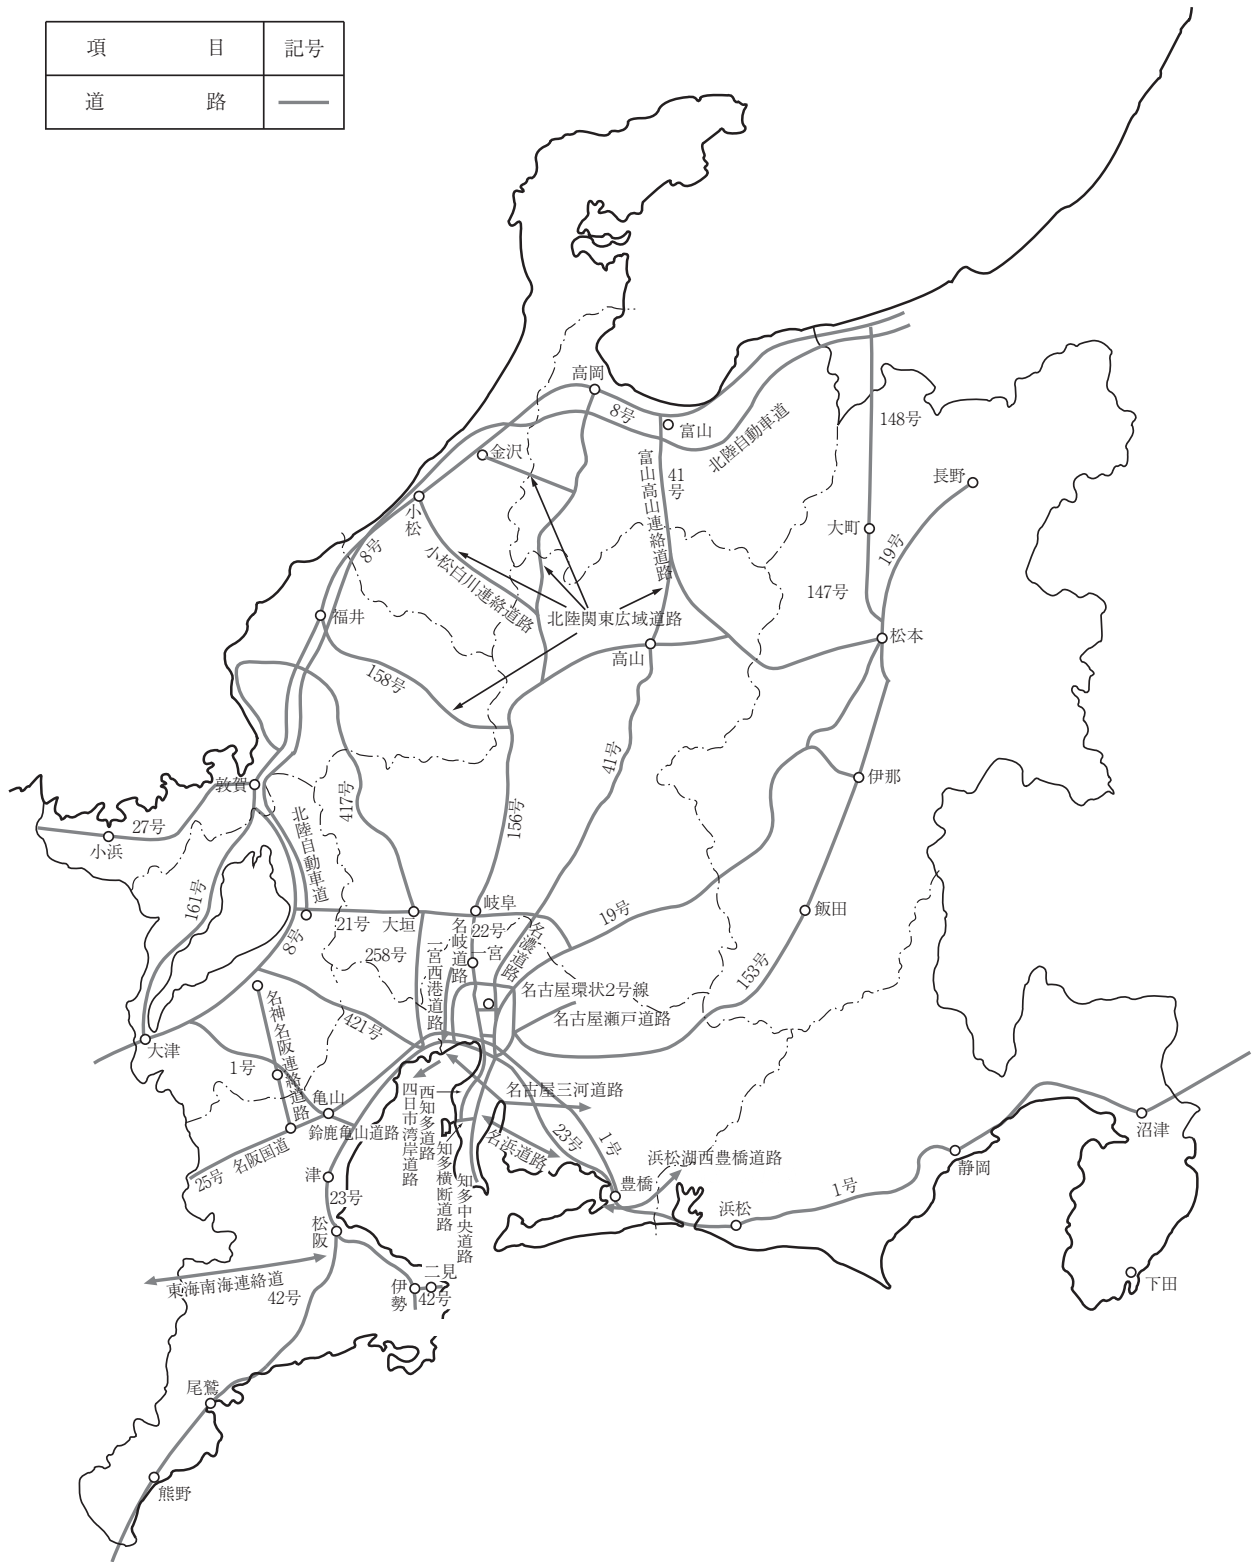 項目 記号
道路
高岡
8号
富山
北陸自動車道
148号
金沢
富山高山連絡道路
41号
長野
小松
大町
19号
8号
小松白川連絡道路
147号
北陸関東広域道路
福井
松本
高山
158号
41号
伊那
敦賀
417号
156号
27号
小浜
北陸自動車道
161号
岐阜
飯田
21号
大垣
22号
19号
8号
258号
名岐道路
一宮
名濃道路
一宮西港道路
153号
名神名阪連絡道路
名古屋環状2号線
421号
名古屋瀬戸道路
大津
1号
亀山
名古屋三河道路
四日市湾岸道路
西知多道路
鈴鹿亀山道路
23号
1号
沼津
名阪国道
25号
名浜道路
知多横断道路
浜松湖西豊橋道路
静岡
津
知多中央道路
23号
豊橋
1号
松阪
浜松
二見
東海南海連絡道
伊勢
42号
42号
下田
尾鷲
熊野